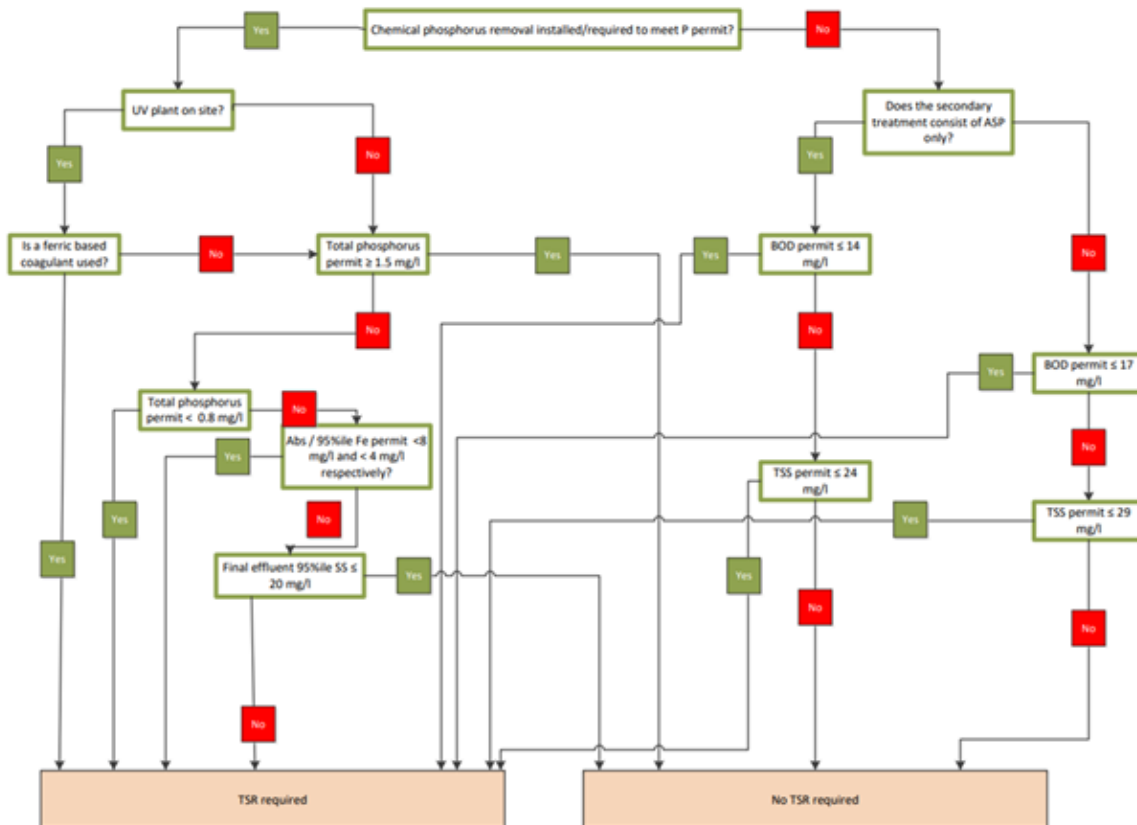 Yes
Chemical phosphorus removal installed/required to meet P permit?
No
UV plant on site?
Does the secondary
treatment consist of ASP
only?
Yes
No
Yes
Is a ferric based
coagulant used?
No
Total phosphorus
permit ≥ 1.5 mg/l
Yes
Yes
BOD permit ≤ 14
mg/l
No
No
No
BOD permit ≤ 17
mg/l
Yes
Total phosphorus
permit < 0.8 mg/l
No
Abs / 95%ile Fe permit <8
mg/l and < 4 mg/l
respectively?
Yes
No
TSS permit ≤ 24
mg/l
TSS permit ≤ 29
mg/l
Yes
Yes
No
Yes
Final effluent 95%ile SS ≤
20 mg/l
Yes
Yes
No
No
No
TSR required
No TSR required